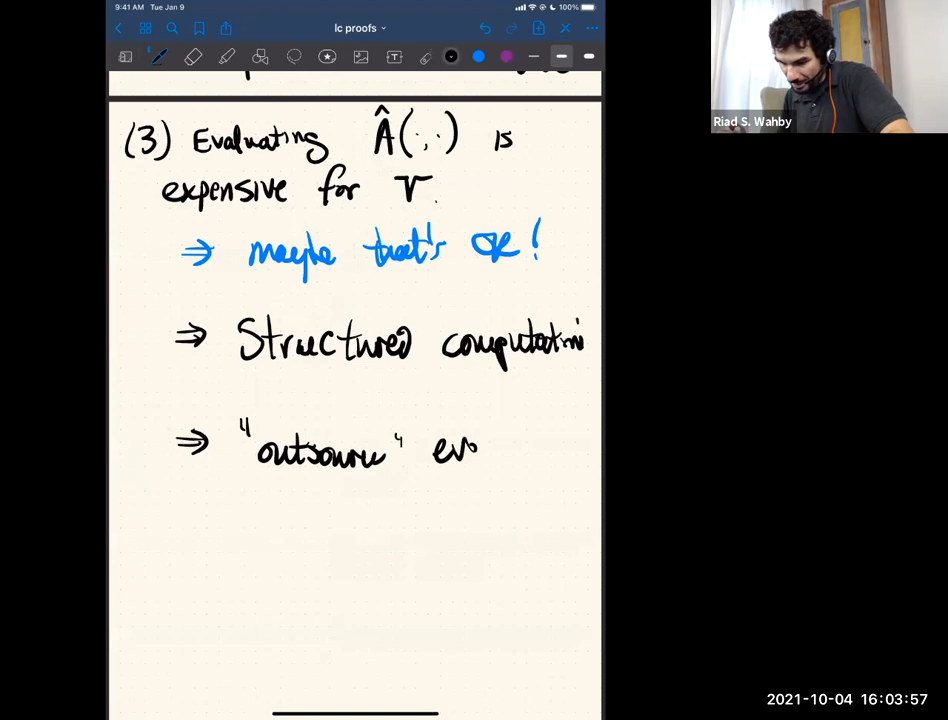 9:41 AM Tue Jan 9
100%
lc proofs
Riad S. Wahby
(3) Evaluating Â(·,·) is
expensive for V.
⇒ maybe that's OK!
⇒ Structured computation
⇒ "outsource" eva
2021-10-04 16:03:57